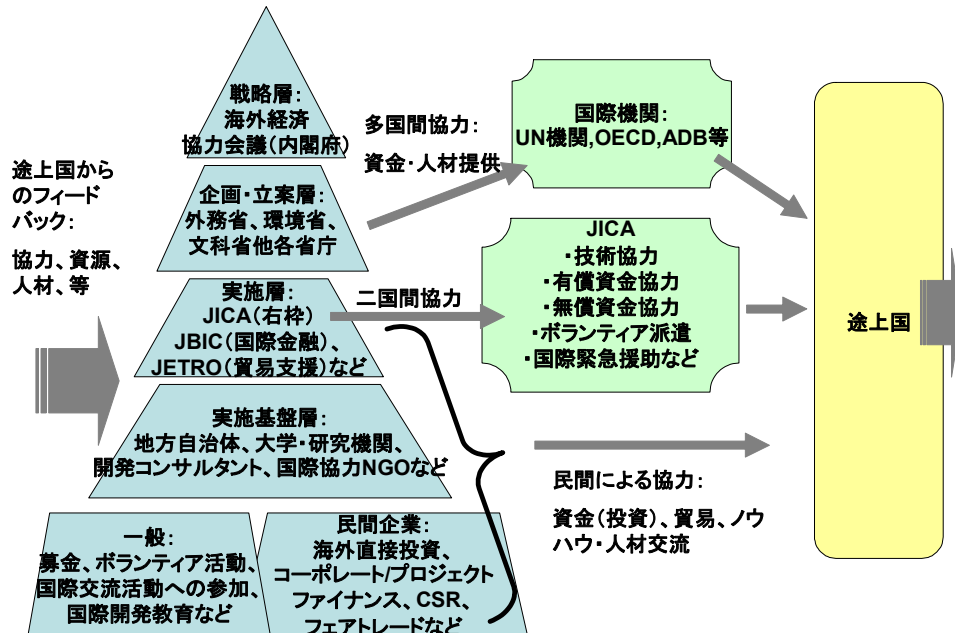 戦略層：
海外経済
協力会議（内閣府）
企画・立案層：
外務省、環境省、
文科省他各省庁
実施層：
JICA（右枠）
JBIC（国際金融）、
JETRO（貿易支援）など
実施基盤層：
地方自治体、大学・研究機関、
開発コンサルタント、国際協力NGOなど
一般：
募金、ボランティア活動、
国際交流活動への参加、
国際開発教育など
民間企業：
海外直接投資、
コーポレート/プロジェクト
ファイナンス、CSR、
フェアトレードなど
途上国から
のフィード
バック：
協力、資源、
人材、等
多国間協力：
資金・人材提供
二国間協力
国際機関：
UN機関,OECD,ADB等
JICA
・技術協力
・有償資金協力
・無償資金協力
・ボランティア派遣
・国際緊急援助など
民間による協力：
資金（投資）、貿易、ノウ
ハウ・人材交流
途上国